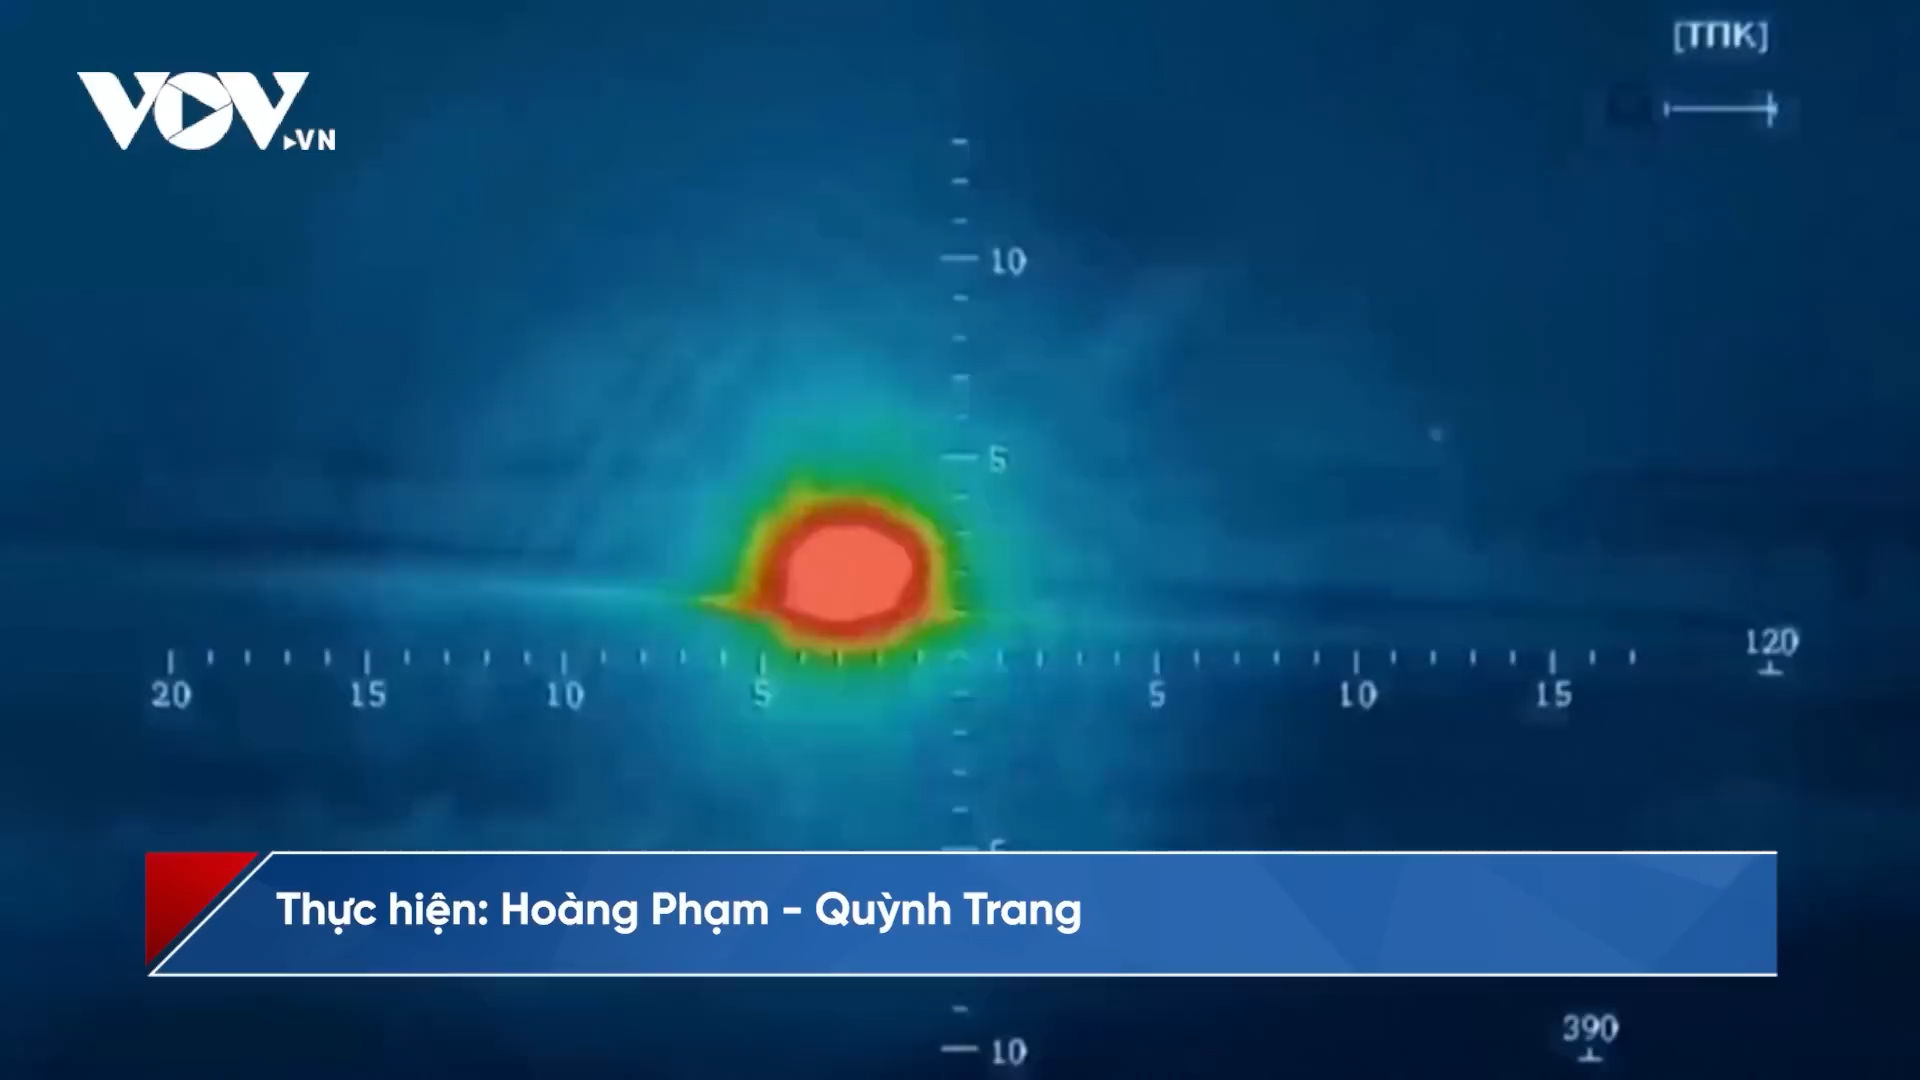 VOV.VN
[ТПК]
10
5
120
20 15 10 5 5 10 15
Thực hiện: Hoàng Phạm - Quỳnh Trang
390
10